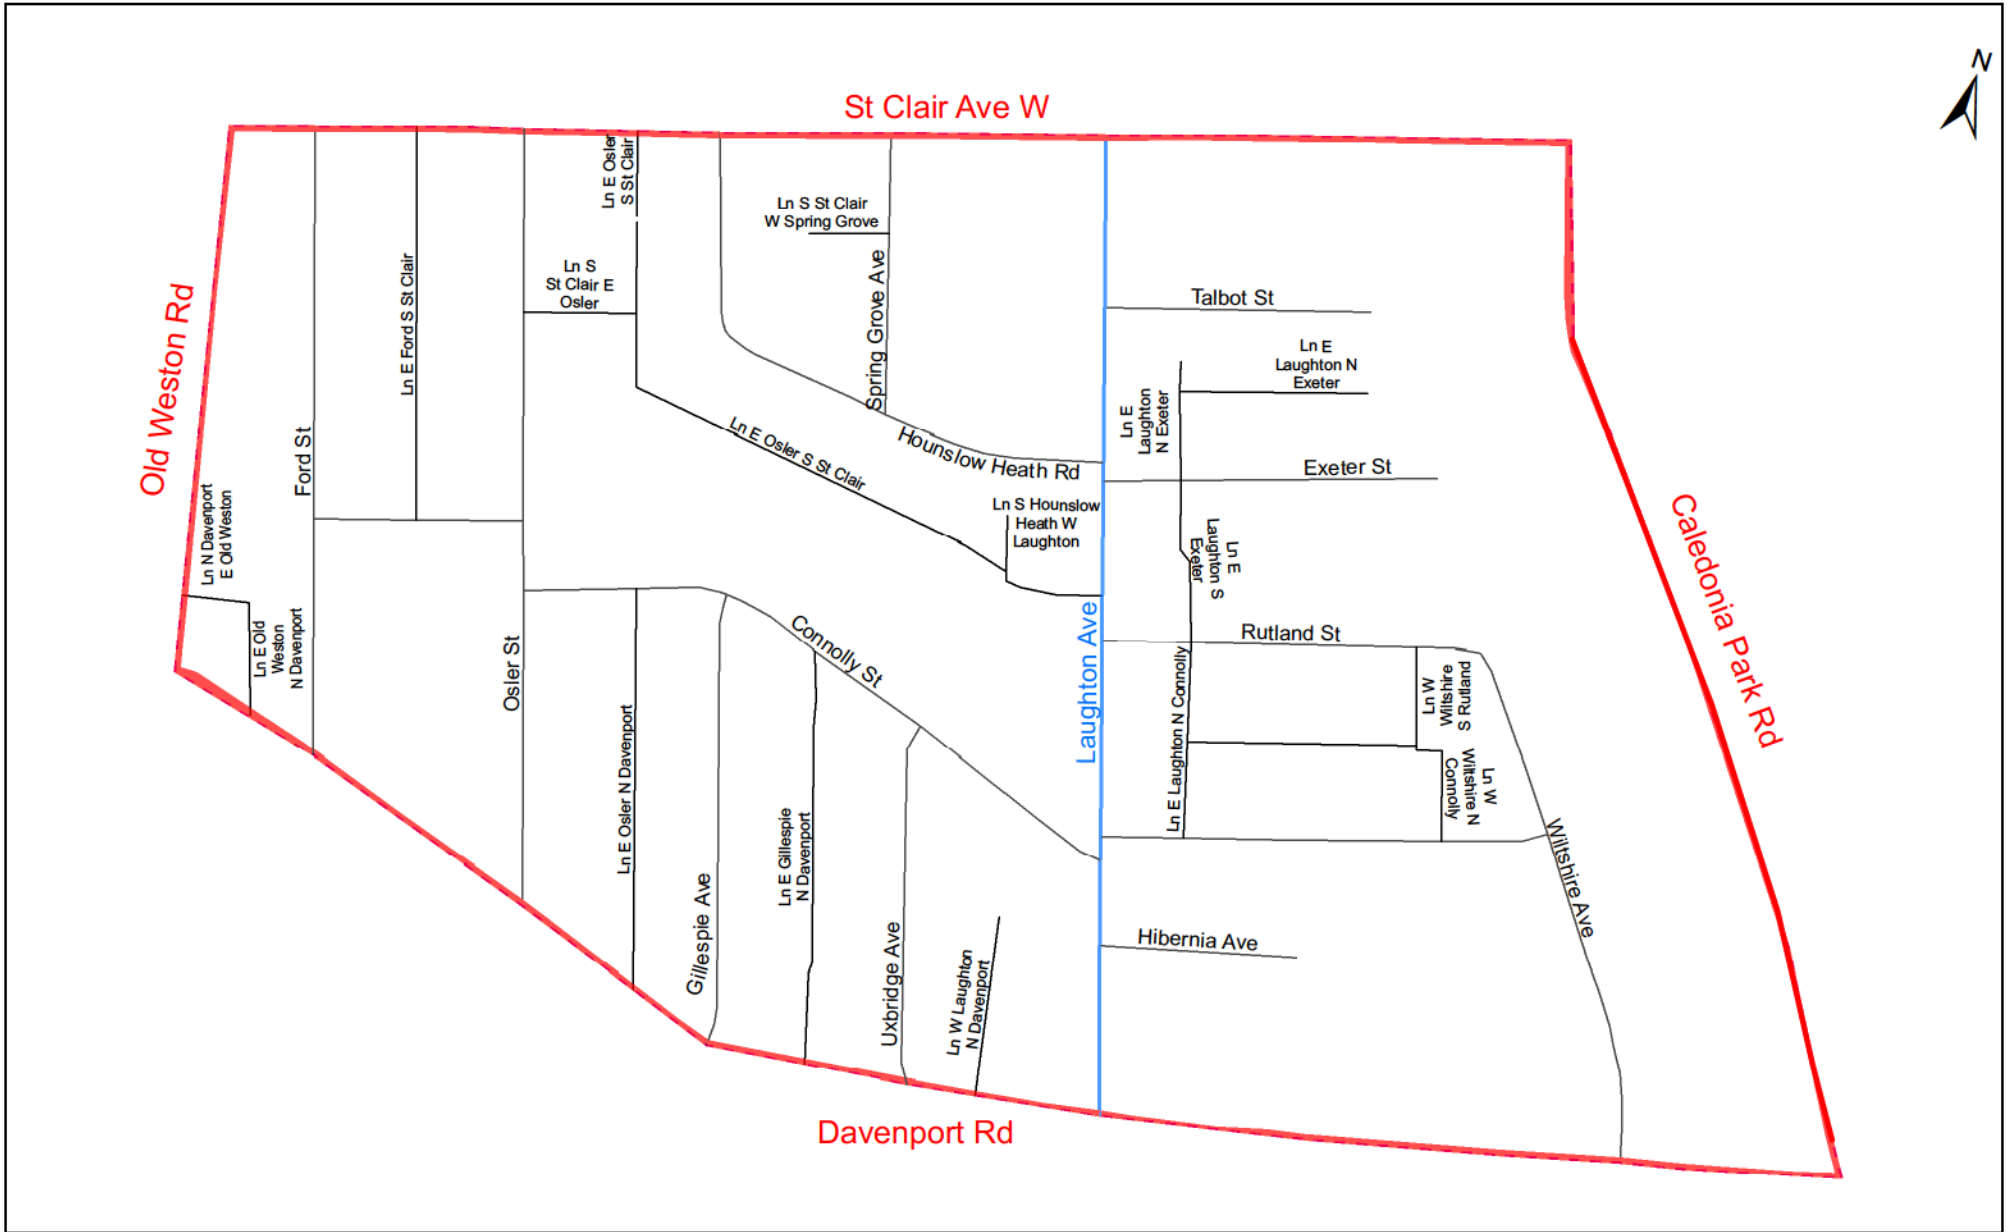 N
St Clair Ave W
Ln E Osler
S St Clair
Ln S St Clair
W Spring Grove
Ln E Ford S St Clair
Ln S
St Clair E
Osler
Spring Grove Ave
Talbot St
Old Weston Rd
Ln E
Laughton N
Exeter
Ln E
Laughton
N Exeter
Ford St
Ln E Osler S St Clair
Hounslow Heath Rd
Exeter St
Ln N Davenport
E Old Weston
Ln S Hounslow
Heath W
Laughton
Ln E
Laughton S
Exeter
Caledonia Park Rd
Ln E Old
Weston
N Davenport
Osler St
Connolly St
Laughton Ave
Rutland St
Ln E Laughton N Connolly
Ln W
Wiltshire
S Rutland
Ln W
Wiltshire N
Connolly
Ln E Osler N Davenport
Ln E Gillespie
N Davenport
Gillespie Ave
Uxbridge Ave
Ln W Laughton
N Davenport
Hibernia Ave
Wiltshire Ave
Davenport Rd